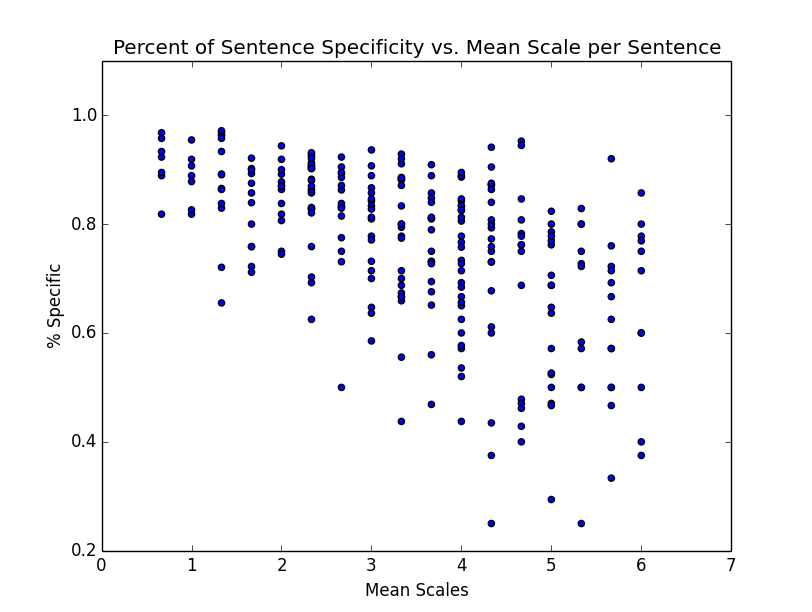 Percent of Sentence Specificity vs. Mean Scale per Sentence
1.0
0.8
0.6
0.4
0.2
% Specific
0 1 2 3 4 5 6 7
Mean Scales